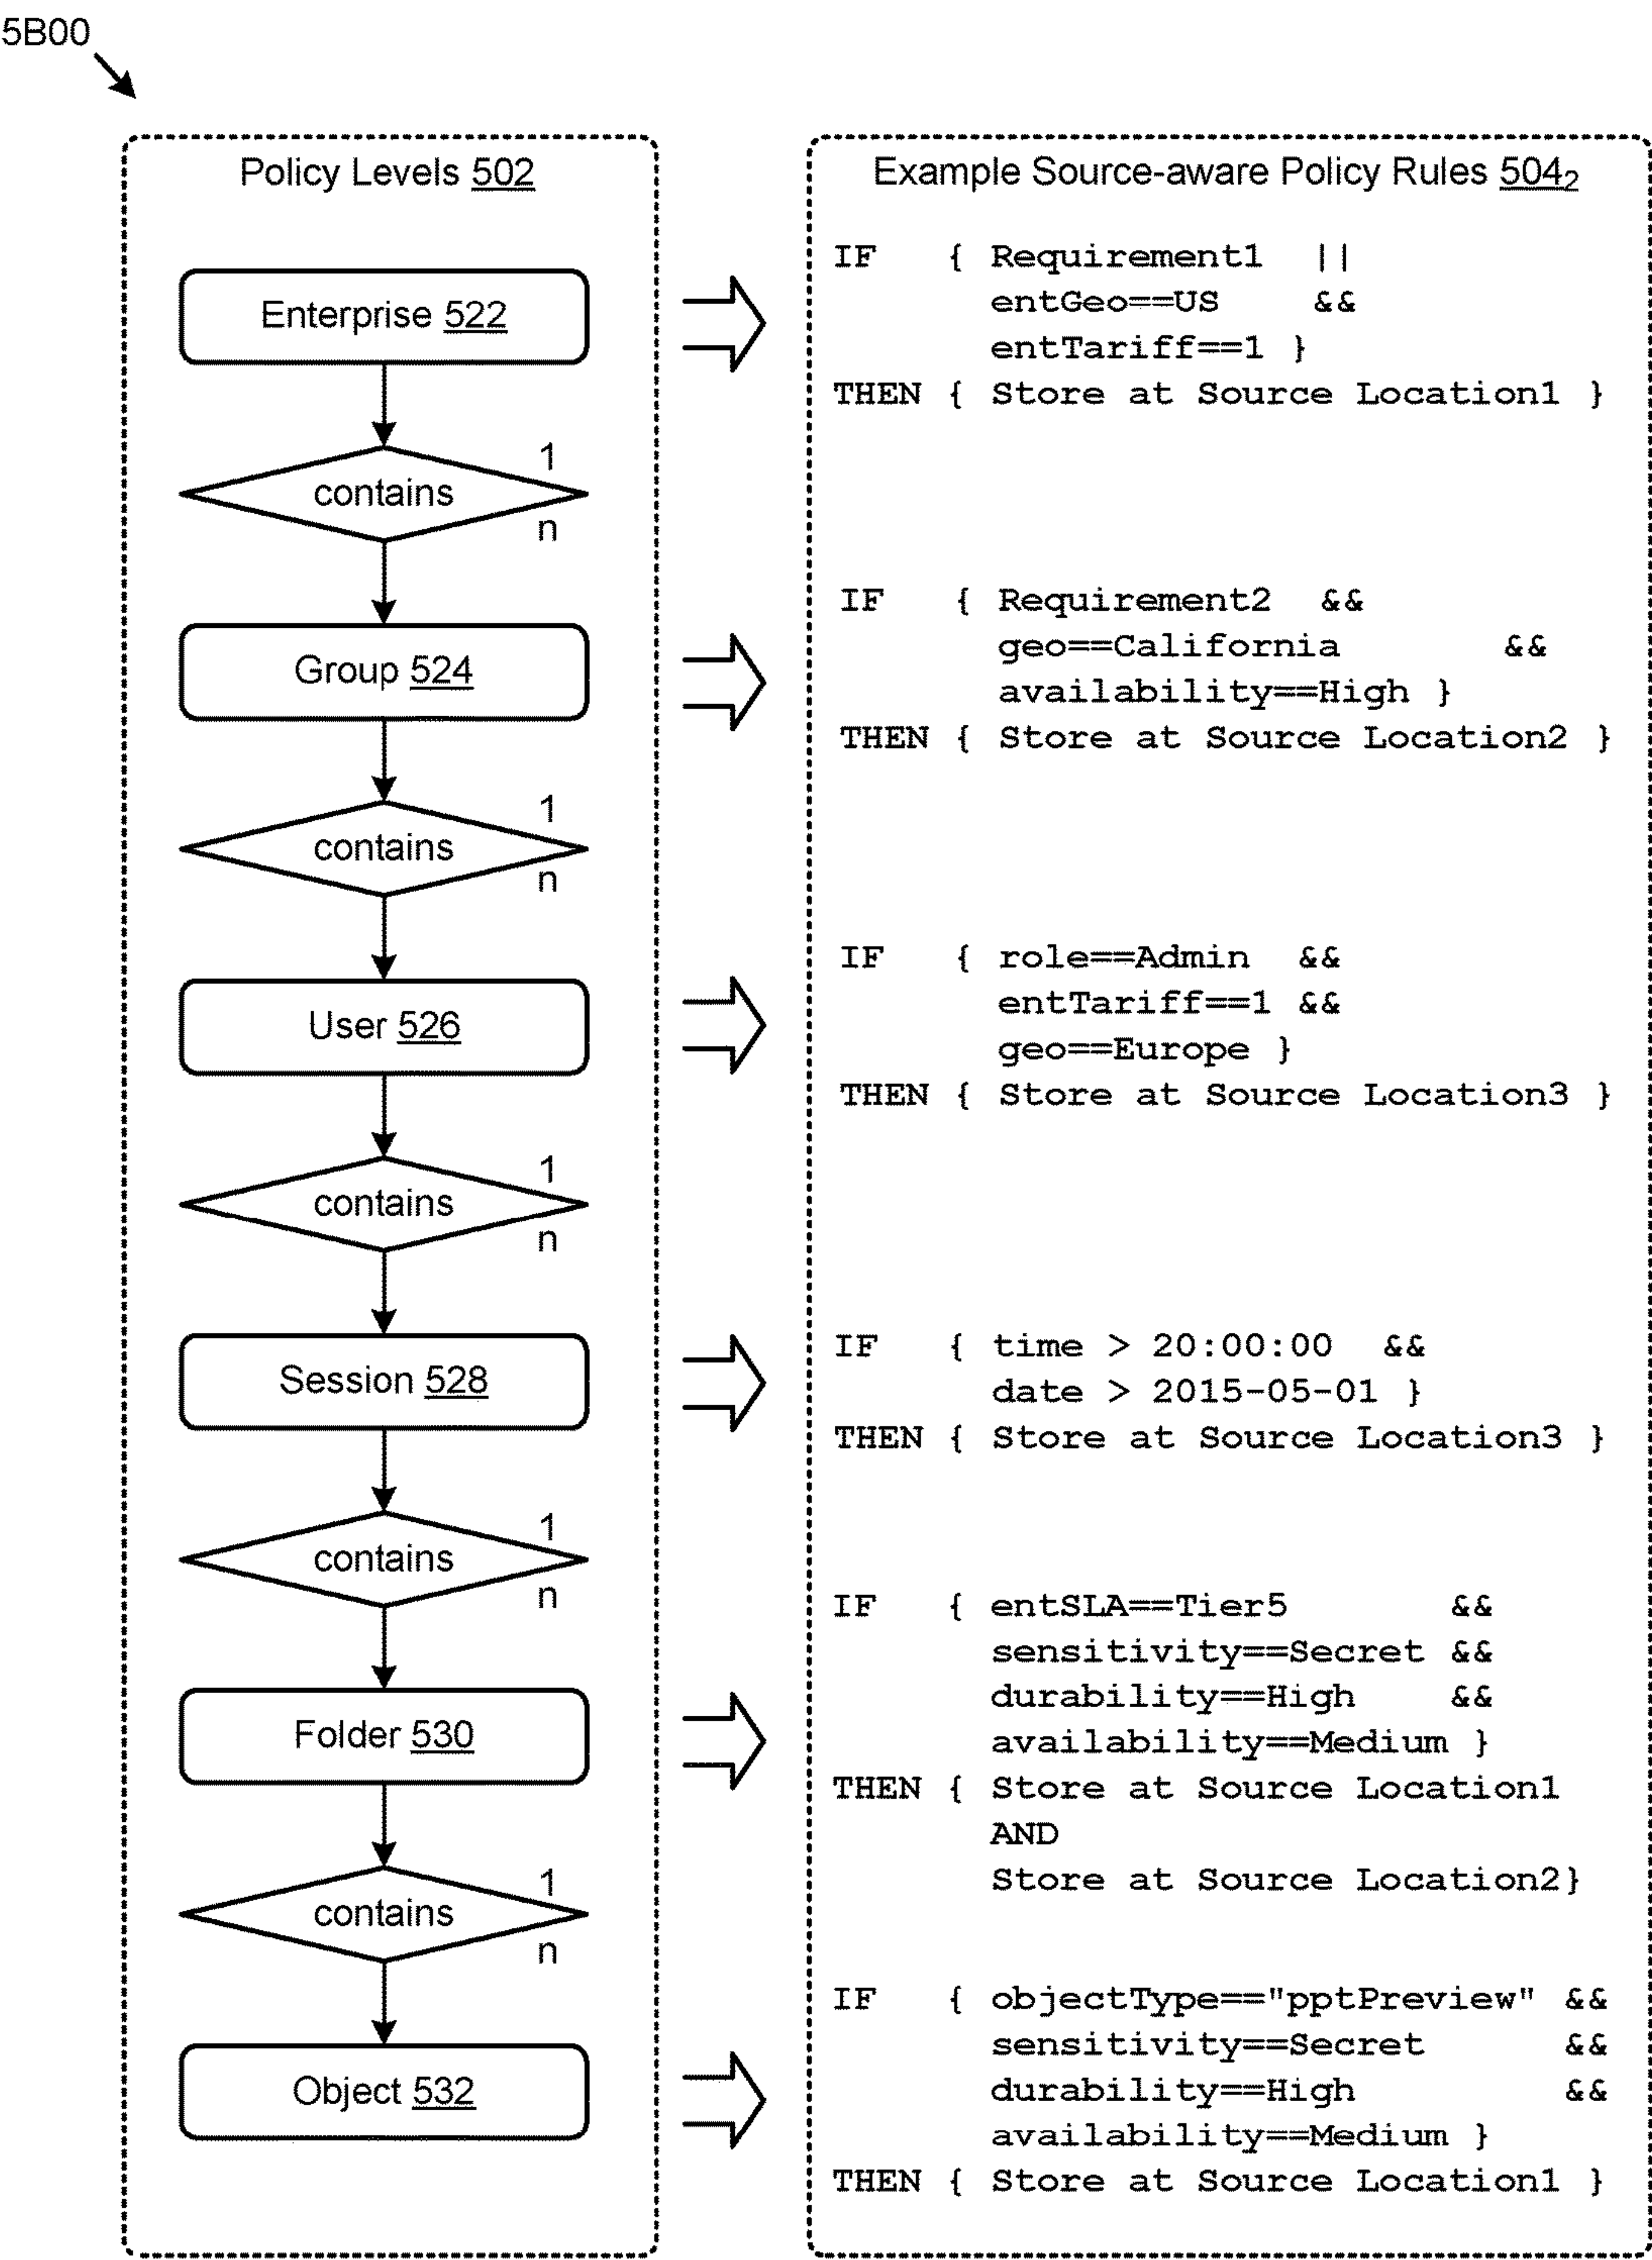 5B00
Policy Levels 502
Enterprise 522
1
contains
n
Group 524
1
contains
n
User 526
1
contains
n
Session 528
1
contains
n
Folder 530
1
contains
n
Object 532
Example Source-aware Policy Rules 504₂
IF { Requirement1 ||
entGeo==US &&
entTariff==1 }
THEN { Store at Source Location1 }
IF { Requirement2 &&
geo==California &&
availability==High }
THEN { Store at Source Location2 }
IF { role==Admin &&
entTariff==1 &&
geo==Europe }
THEN { Store at Source Location3 }
IF { time > 20:00:00 &&
date > 2015-05-01 }
THEN { Store at Source Location3 }
IF { entSLA==Tier5 &&
sensitivity==Secret &&
durability==High &&
availability==Medium }
THEN { Store at Source Location1
AND
Store at Source Location2}
IF { objectType=="pptPreview" &&
sensitivity==Secret &&
durability==High &&
availability==Medium }
THEN { Store at Source Location1 }